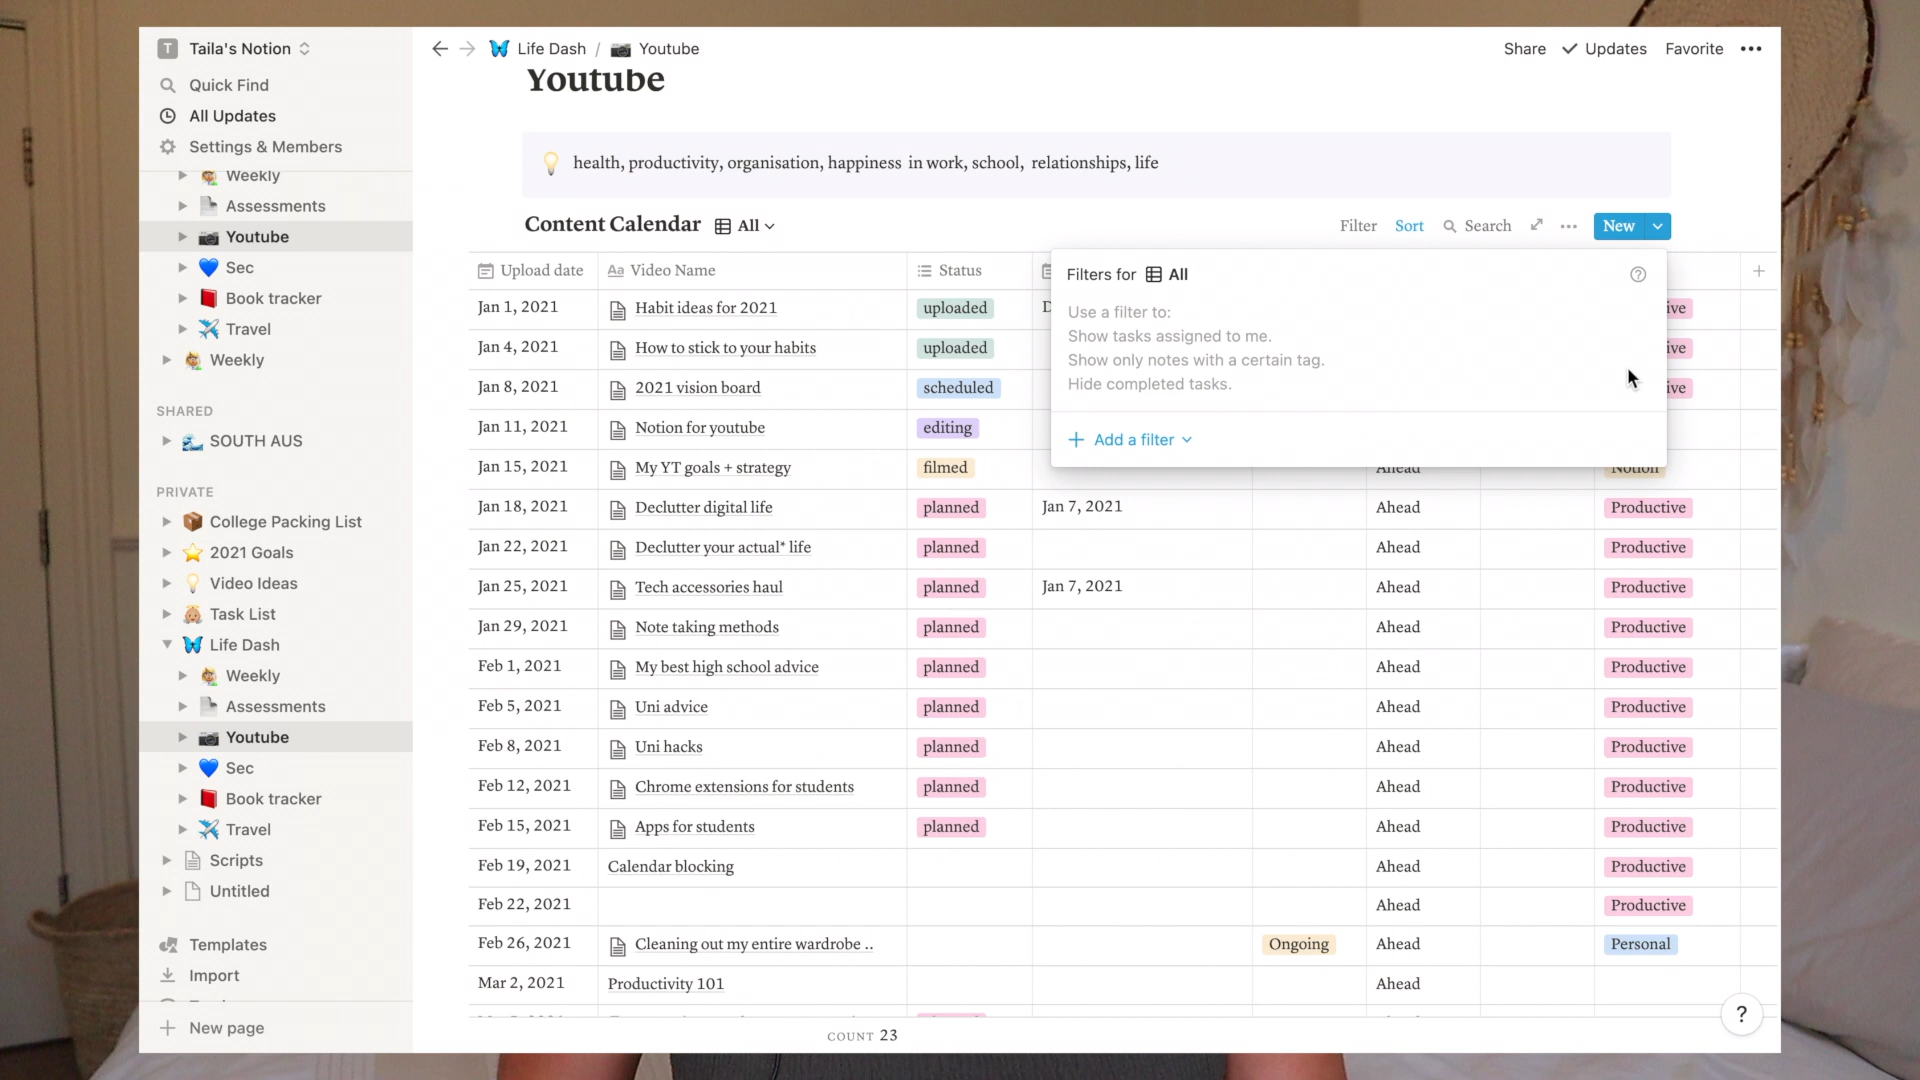 T Taila's Notion
Quick Find
All Updates
Settings & Members
Weekly
Assessments
Youtube
Sec
Book tracker
Travel
Weekly
SHARED
SOUTH AUS
PRIVATE
College Packing List
2021 Goals
Video Ideas
Task List
Life Dash
Weekly
Assessments
Youtube
Sec
Book tracker
Travel
Scripts
Untitled
Templates
Import
New page
Life Dash / Youtube
Share Updates Favorite •••
Youtube
health, productivity, organisation, happiness in work, school, relationships, life
Content Calendar All
Filter Sort Search ••• New
Upload date Aa Video Name Status +
Filters for All ?
Use a filter to:
Show tasks assigned to me.
Show only notes with a certain tag.
Hide completed tasks.
+ Add a filter
Jan 1, 2021 Habit ideas for 2021 uploaded D ive
Jan 4, 2021 How to stick to your habits uploaded ive
Jan 8, 2021 2021 vision board scheduled ive
Jan 11, 2021 Notion for youtube editing
Jan 15, 2021 My YT goals + strategy filmed Ahead Notion
Jan 18, 2021 Declutter digital life planned Jan 7, 2021 Ahead Productive
Jan 22, 2021 Declutter your actual* life planned Ahead Productive
Jan 25, 2021 Tech accessories haul planned Jan 7, 2021 Ahead Productive
Jan 29, 2021 Note taking methods planned Ahead Productive
Feb 1, 2021 My best high school advice planned Ahead Productive
Feb 5, 2021 Uni advice planned Ahead Productive
Feb 8, 2021 Uni hacks planned Ahead Productive
Feb 12, 2021 Chrome extensions for students planned Ahead Productive
Feb 15, 2021 Apps for students planned Ahead Productive
Feb 19, 2021 Calendar blocking Ahead Productive
Feb 22, 2021 Ahead Productive
Feb 26, 2021 Cleaning out my entire wardrobe .. Ongoing Ahead Personal
Mar 2, 2021 Productivity 101 Ahead
COUNT 23
?